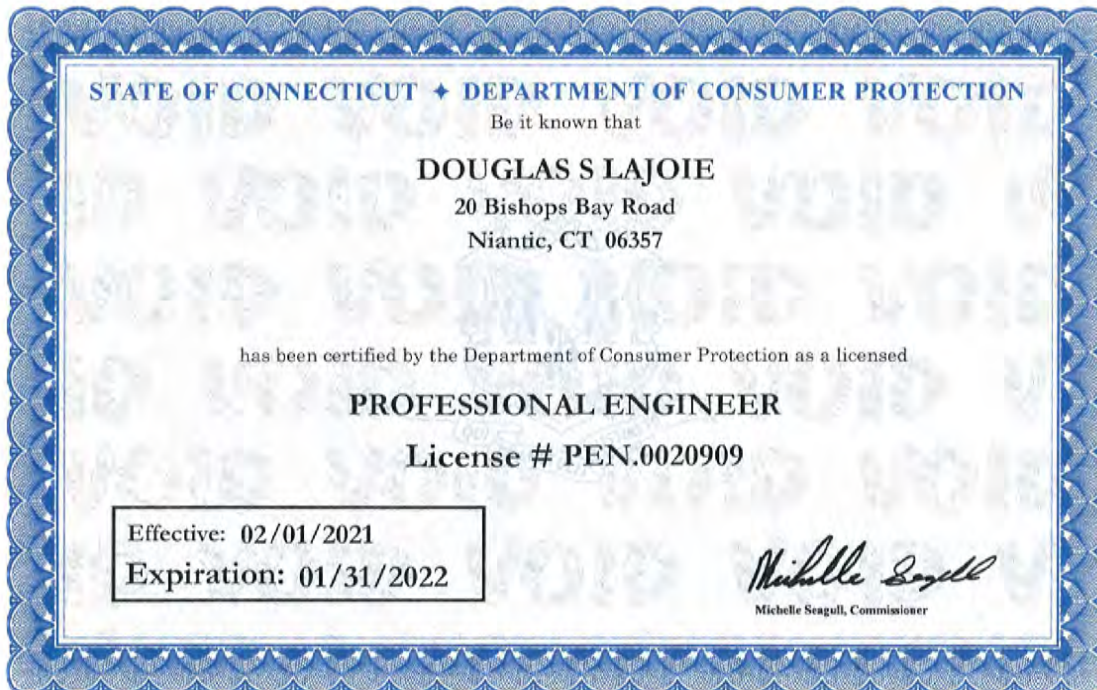 STATE OF CONNECTICUT ✦ DEPARTMENT OF CONSUMER PROTECTION
Be it known that
DOUGLAS S LAJOIE
20 Bishops Bay Road
Niantic, CT 06357
has been certified by the Department of Consumer Protection as a licensed
PROFESSIONAL ENGINEER
License # PEN.0020909
Effective: 02/01/2021
Expiration: 01/31/2022
Michelle Seagull
Michelle Seagull, Commissioner